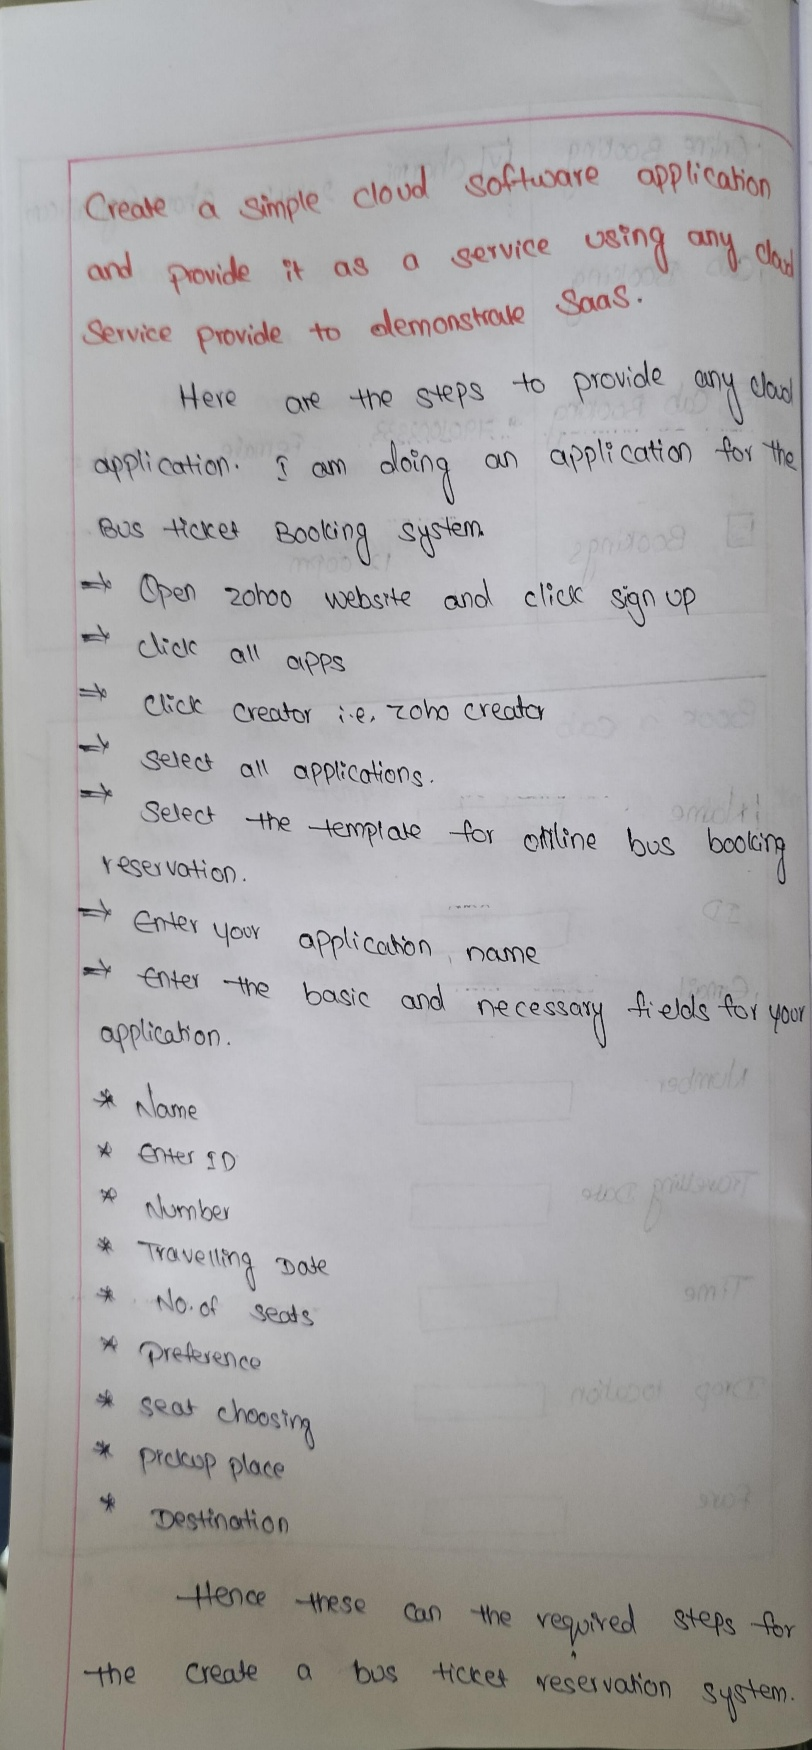 Create a simple cloud software application
and provide it as a service using any cloud
Service provide to demonstrate SaaS.
Here are the steps to provide any cloud
application. I am doing an application for the
Bus ticket Booking system.
⇒ Open zohoo website and click sign up
⇒ click all apps
⇒ Click creator i.e, zoho creator
⇒ Select all applications.
⇒ Select the template for offline bus booking
reservation.
⇒ Enter your application name
⇒ Enter the basic and necessary fields for your
application.
* Name
* Enter ID
* Number
* Travelling Date
* No. of seats
* Preference
* seat choosing
* pickup place
* Destination
Hence these can the required steps for
the create a bus ticket reservation system.